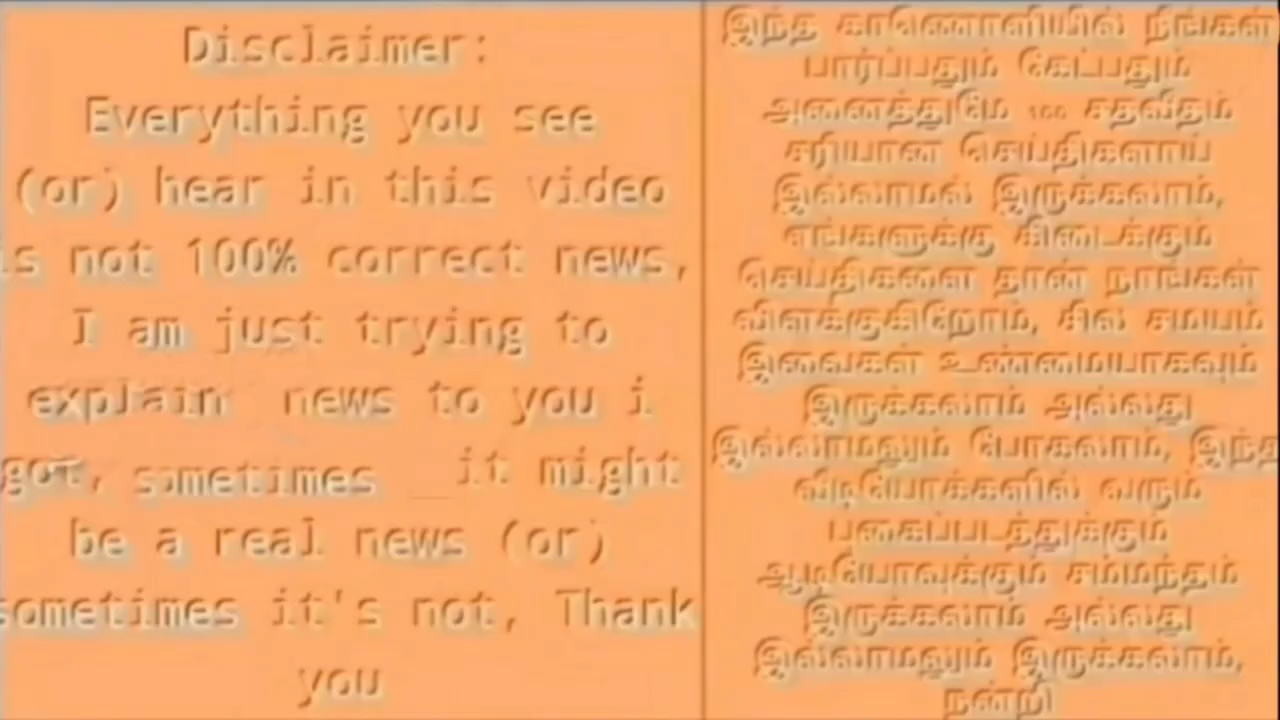 Disclaimer:
Everything you see
(or) hear in this video
is not 100% correct news,
I am just trying to
explain news to you i
got, sometimes it might
be a real news (or)
sometimes it's not, Thank
you
இந்த காணொளியில் நீங்கள்
பார்ப்பதும் கேட்பதும்
அனைத்துமே 100 சதவீதம்
சரியான செய்திகளாய்
இல்லாமல் இருக்கலாம்,
எங்களுக்கு கிடைக்கும்
செய்திகளை தான் நாங்கள்
விளக்குகிறோம், சில சமயம்
இவைகள் உண்மையாகவும்
இருக்கலாம் அல்லது
இல்லாமலும் போகலாம், இந்த
வீடியோக்களில் வரும்
புகைப்படத்துக்கும்
ஆடியோவுக்கும் சம்மந்தம்
இருக்கலாம் அல்லது
இல்லாமலும் இருக்கலாம்,
நன்றி